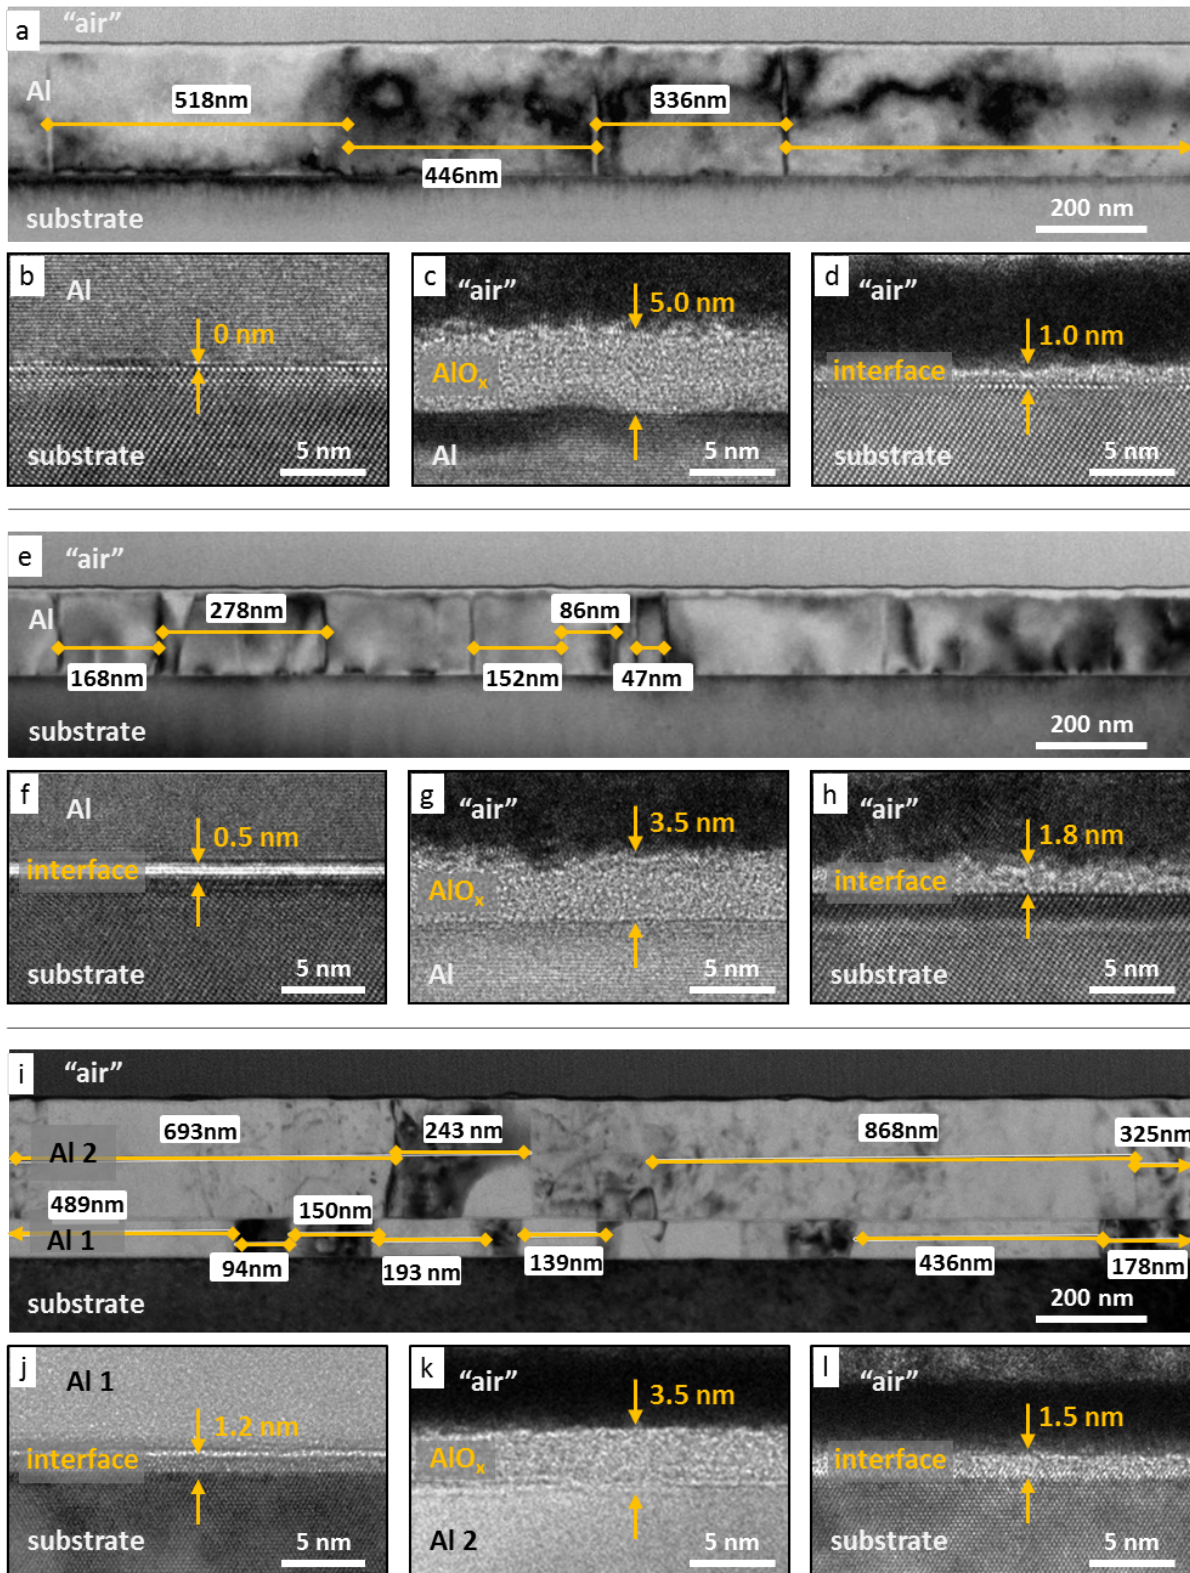 a
"air"
Al
518nm
336nm
446nm
substrate
200 nm
b
Al
0 nm
substrate
5 nm
c
"air"
5.0 nm
AlOx
Al
5 nm
d
"air"
1.0 nm
interface
substrate
5 nm
e
"air"
Al
278nm
86nm
168nm
152nm
47nm
substrate
200 nm
f
Al
0.5 nm
interface
substrate
5 nm
g
"air"
3.5 nm
AlOx
Al
5 nm
h
"air"
1.8 nm
interface
substrate
5 nm
i
"air"
693nm
243 nm
868nm
325nm
Al 2
489nm
150nm
Al 1
94nm
193 nm
139nm
436nm
178nm
substrate
200 nm
j
Al 1
1.2 nm
interface
substrate
5 nm
k
"air"
3.5 nm
AlOx
Al 2
5 nm
l
"air"
1.5 nm
interface
substrate
5 nm